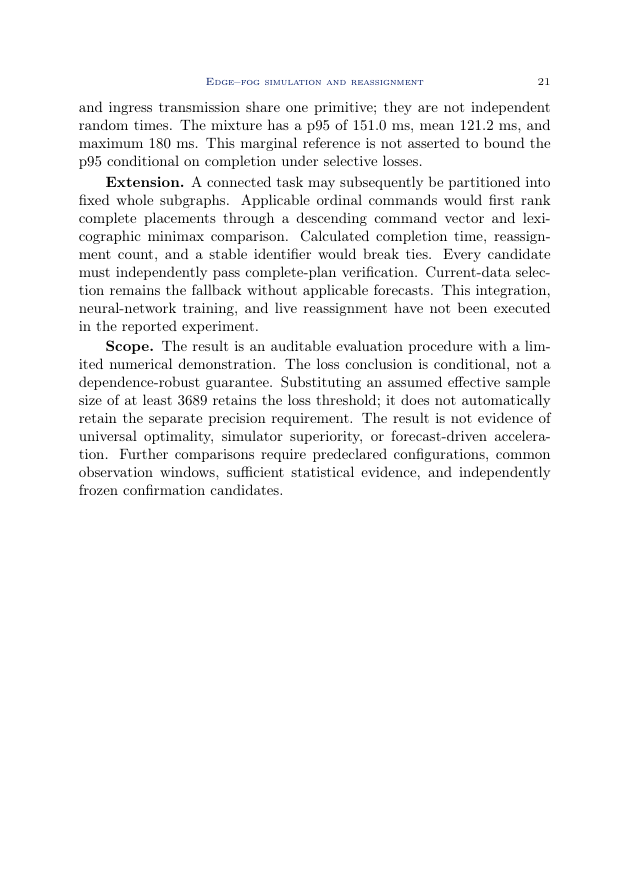 Edge–fog simulation and reassignment 21
and ingress transmission share one primitive; they are not independent
random times. The mixture has a p95 of 151.0 ms, mean 121.2 ms, and
maximum 180 ms. This marginal reference is not asserted to bound the
p95 conditional on completion under selective losses.
Extension. A connected task may subsequently be partitioned into
fixed whole subgraphs. Applicable ordinal commands would first rank
complete placements through a descending command vector and lexi-
cographic minimax comparison. Calculated completion time, reassign-
ment count, and a stable identifier would break ties. Every candidate
must independently pass complete-plan verification. Current-data selec-
tion remains the fallback without applicable forecasts. This integration,
neural-network training, and live reassignment have not been executed
in the reported experiment.
Scope. The result is an auditable evaluation procedure with a lim-
ited numerical demonstration. The loss conclusion is conditional, not a
dependence-robust guarantee. Substituting an assumed effective sample
size of at least 3689 retains the loss threshold; it does not automatically
retain the separate precision requirement. The result is not evidence of
universal optimality, simulator superiority, or forecast-driven accelera-
tion. Further comparisons require predeclared configurations, common
observation windows, sufficient statistical evidence, and independently
frozen confirmation candidates.